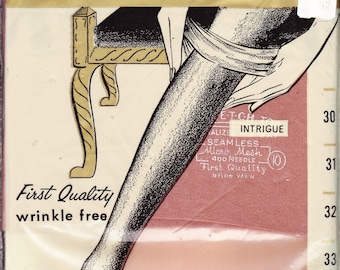 INTRIGUE
SEAMLESS
Micro Mesh
400 NEEDLE
10
First Quality
NYLON YARN
First Quality
wrinkle free
30
31
32
33